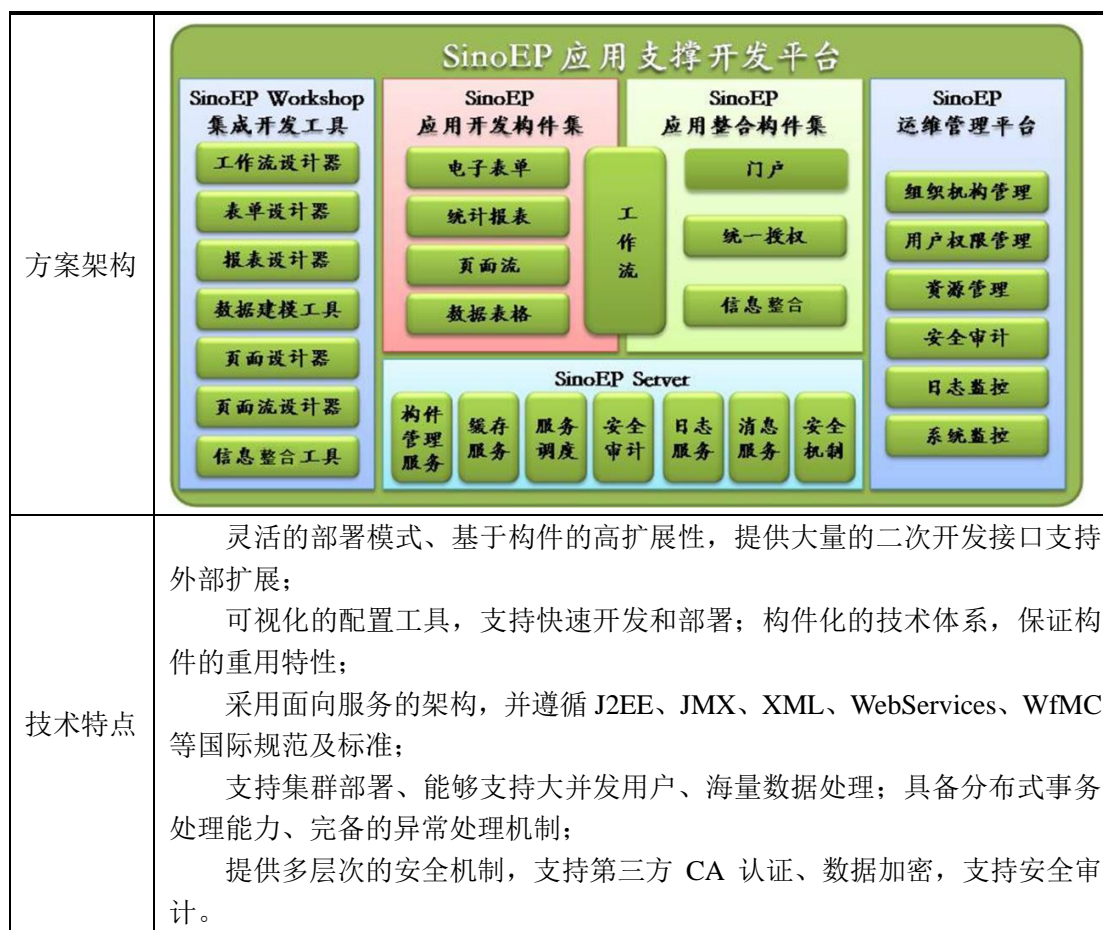 方案架构
SinoEP 应用支撑开发平台
SinoEP Workshop
集成开发工具
工作流设计器
表单设计器
报表设计器
数据建模工具
页面设计器
页面流设计器
信息整合工具
SinoEP
应用开发构件集
电子表单
统计报表
页面流
数据表格
工
作
流
SinoEP
应用整合构件集
门户
统一授权
信息整合
SinoEP
运维管理平台
组织机构管理
用户权限管理
资源管理
安全审计
日志监控
系统监控
SinoEP Server
构件
管理
服务
缓存
服务
服务
调度
安全
审计
日志
服务
消息
服务
安全
机制
技术特点
灵活的部署模式、基于构件的高扩展性，提供大量的二次开发接口支持
外部扩展；
可视化的配置工具，支持快速开发和部署；构件化的技术体系，保证构
件的重用特性；
采用面向服务的架构，并遵循 J2EE、JMX、XML、WebServices、WfMC
等国际规范及标准；
支持集群部署、能够支持大并发用户、海量数据处理；具备分布式事务
处理能力、完备的异常处理机制；
提供多层次的安全机制，支持第三方 CA 认证、数据加密，支持安全审
计。